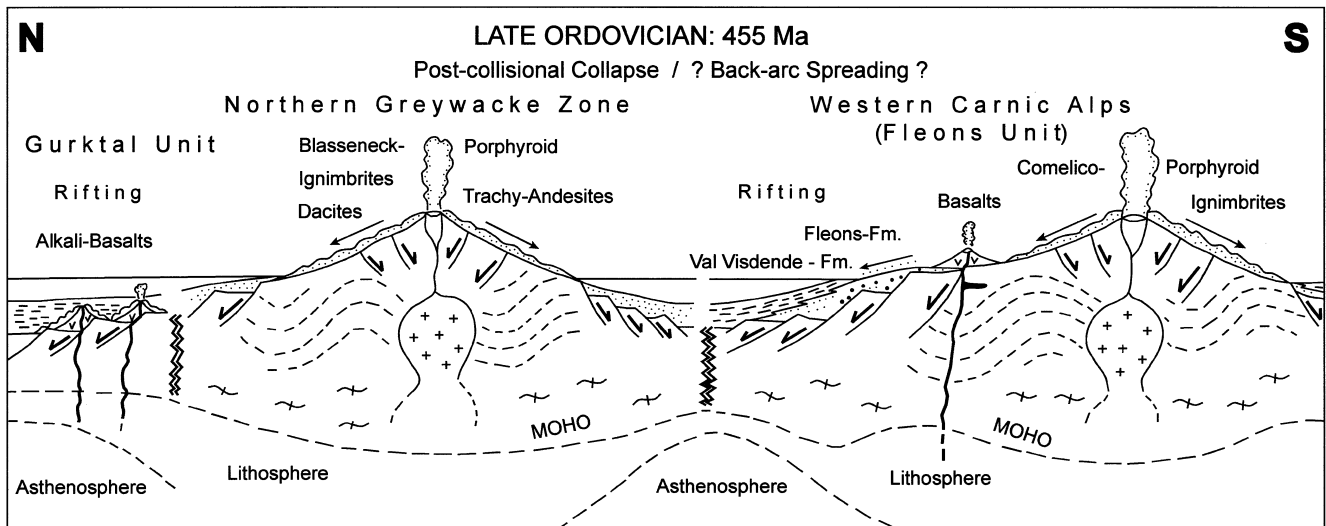 N
LATE ORDOVICIAN: 455 Ma
S
Post-collisional Collapse / ? Back-arc Spreading ?
Northern Greywacke Zone
Western Carnic Alps
(Fleons Unit)
Gurktal Unit
Rifting
Alkali-Basalts
Blasseneck-
Ignimbrites
Dacites
Porphyroid
Trachy-Andesites
Rifting
Basalts
Fleons-Fm.
Val Visdende - Fm.
Comelico-
Porphyroid
Ignimbrites
MOHO
MOHO
Asthenosphere
Lithosphere
Asthenosphere
Lithosphere